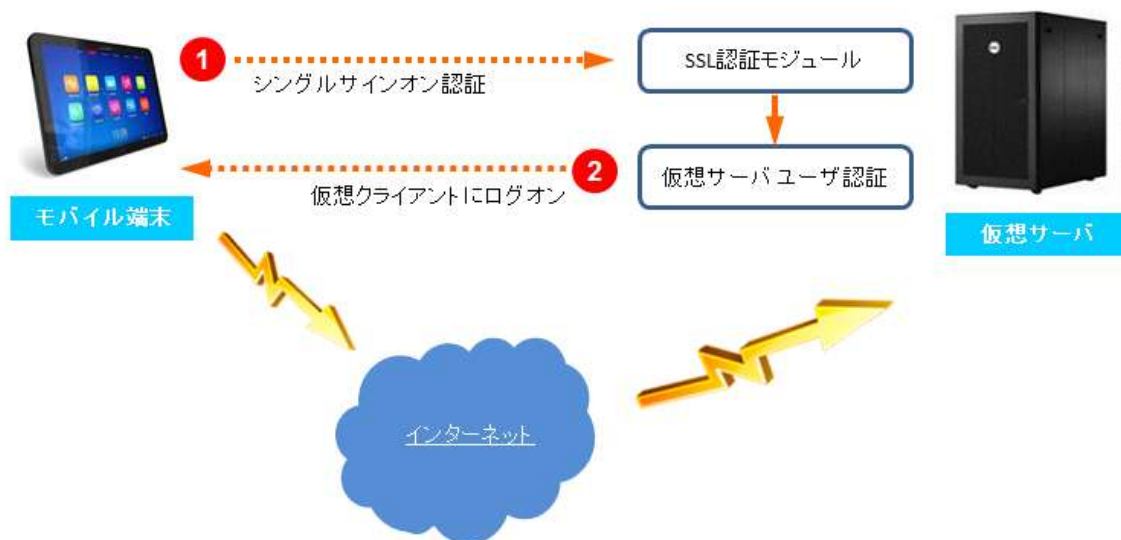 1
シングルサインオン認証
SSL認証モジュール
2
仮想クライアントにログオン
仮想サーバ ユーザ認証
モバイル端末
仮想サーバ
インターネット